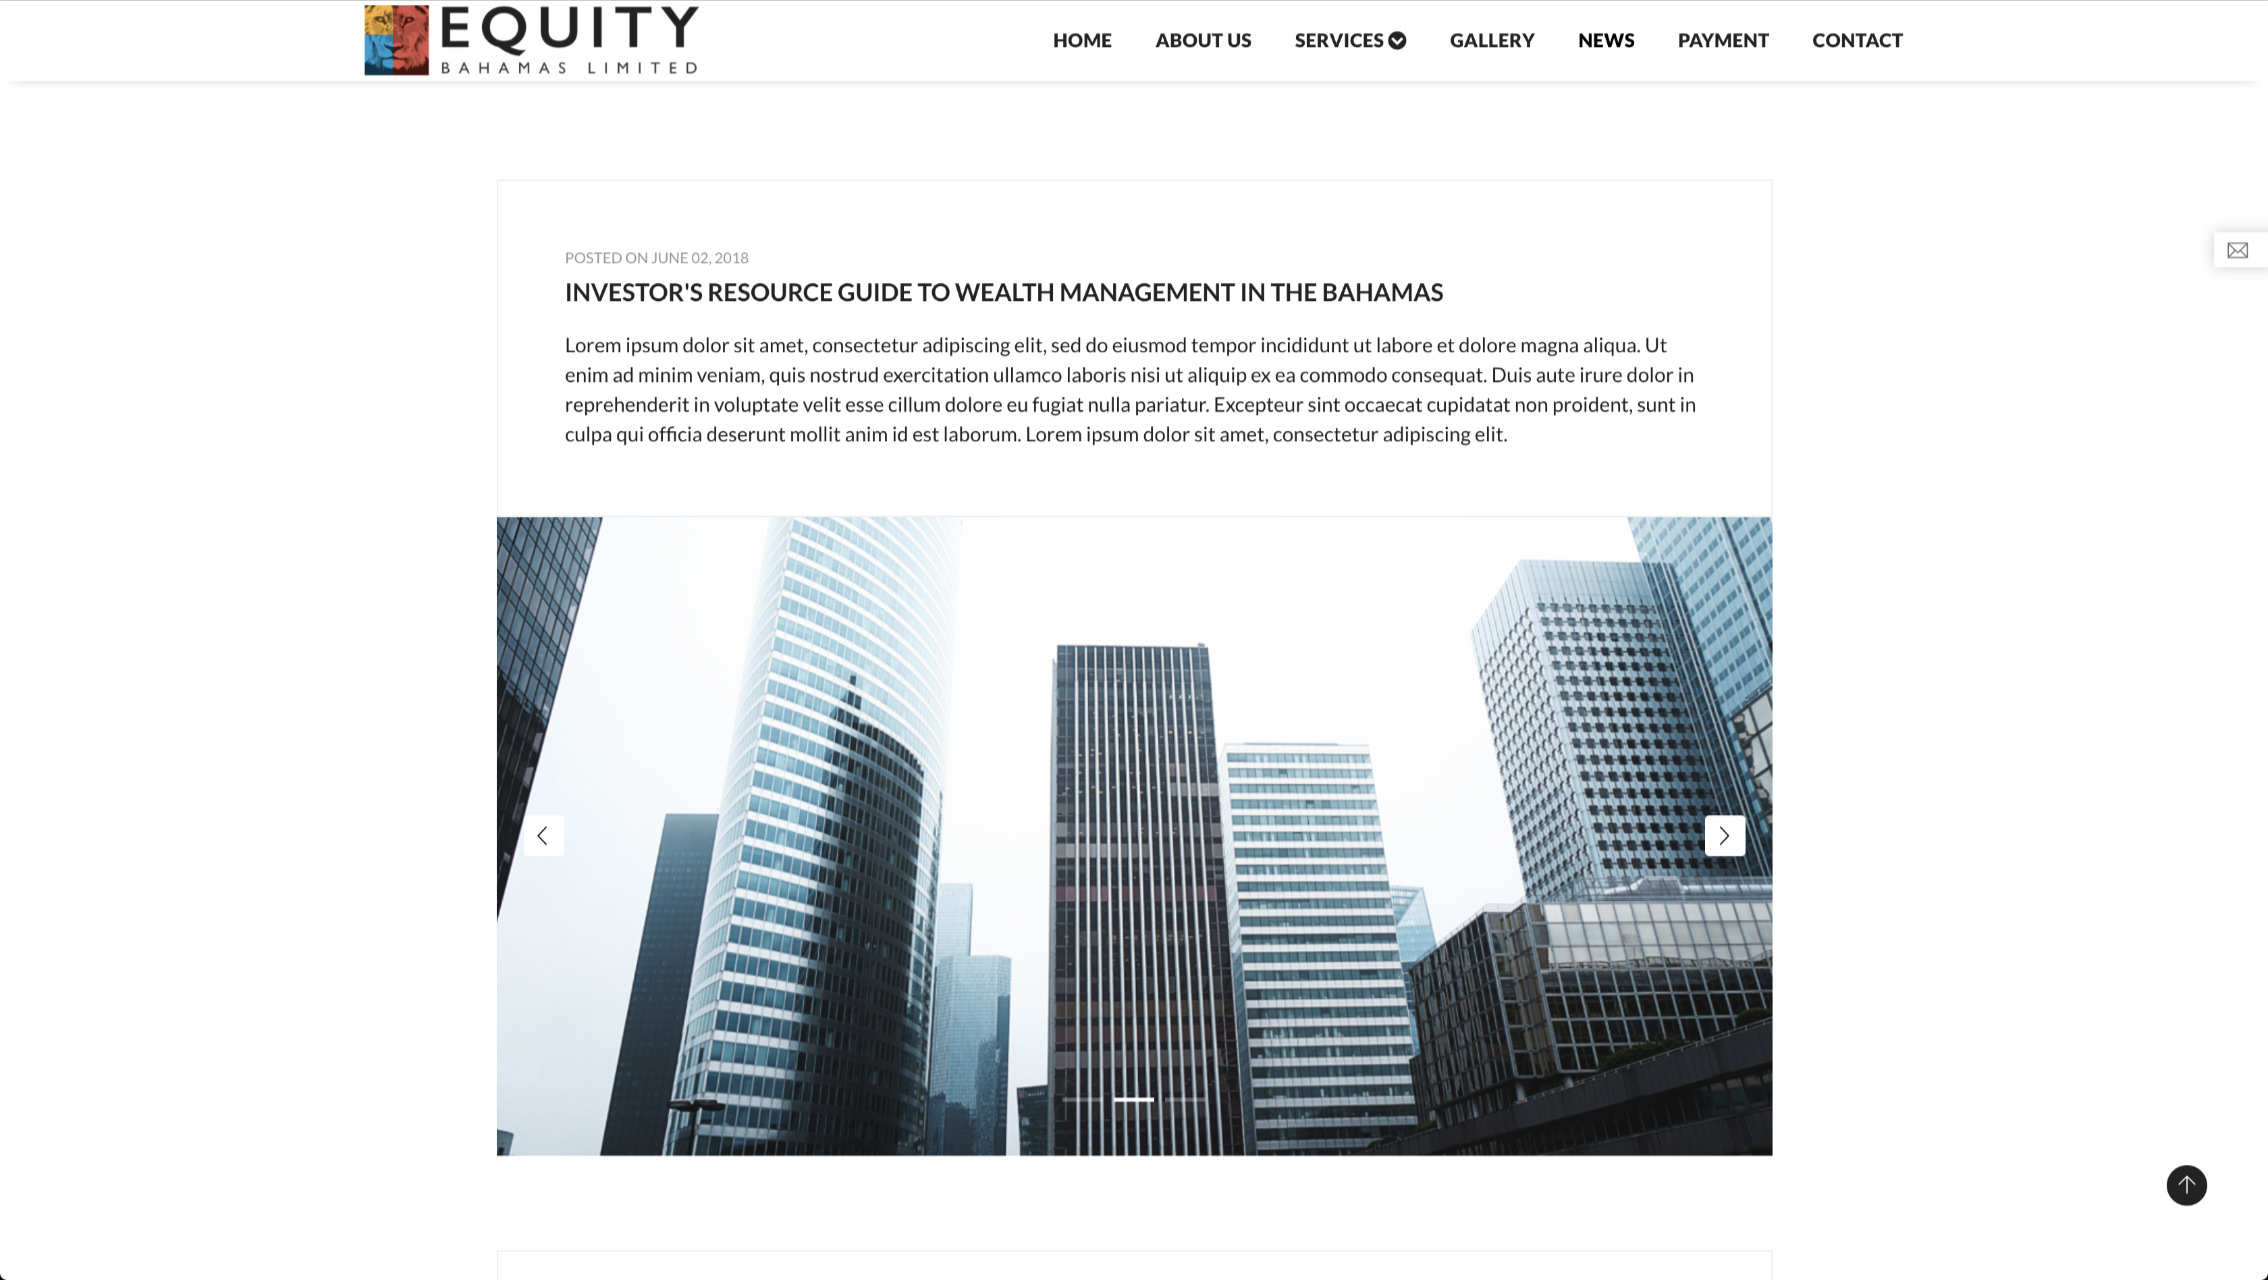 EQUITY
BAHAMAS LIMITED
HOME ABOUT US SERVICES GALLERY NEWS PAYMENT CONTACT
POSTED ON JUNE 02, 2018
INVESTOR'S RESOURCE GUIDE TO WEALTH MANAGEMENT IN THE BAHAMAS
Lorem ipsum dolor sit amet, consectetur adipiscing elit, sed do eiusmod tempor incididunt ut labore et dolore magna aliqua. Ut
enim ad minim veniam, quis nostrud exercitation ullamco laboris nisi ut aliquip ex ea commodo consequat. Duis aute irure dolor in
reprehenderit in voluptate velit esse cillum dolore eu fugiat nulla pariatur. Excepteur sint occaecat cupidatat non proident, sunt in
culpa qui officia deserunt mollit anim id est laborum. Lorem ipsum dolor sit amet, consectetur adipiscing elit.